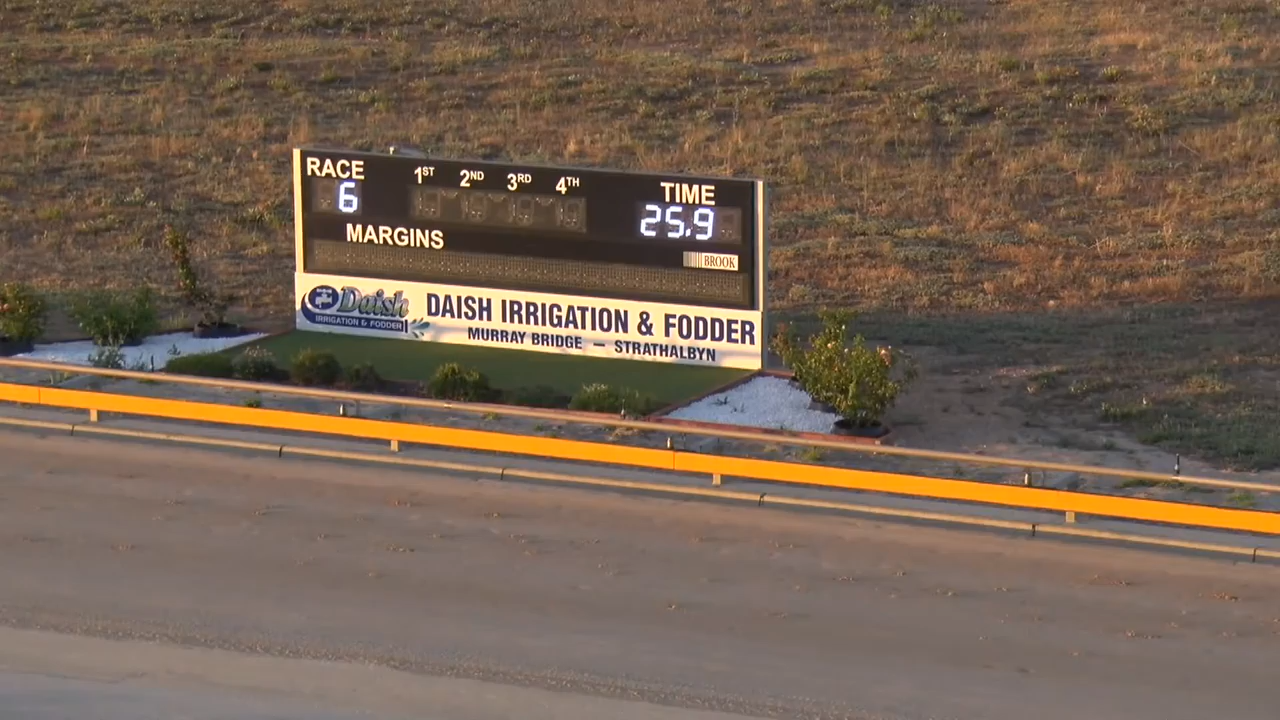 RACE 1ST 2ND 3RD 4TH TIME
6 25.9
MARGINS
BROOK
Daish
IRRIGATION & FODDER
DAISH IRRIGATION & FODDER
MURRAY BRIDGE – STRATHALBYN